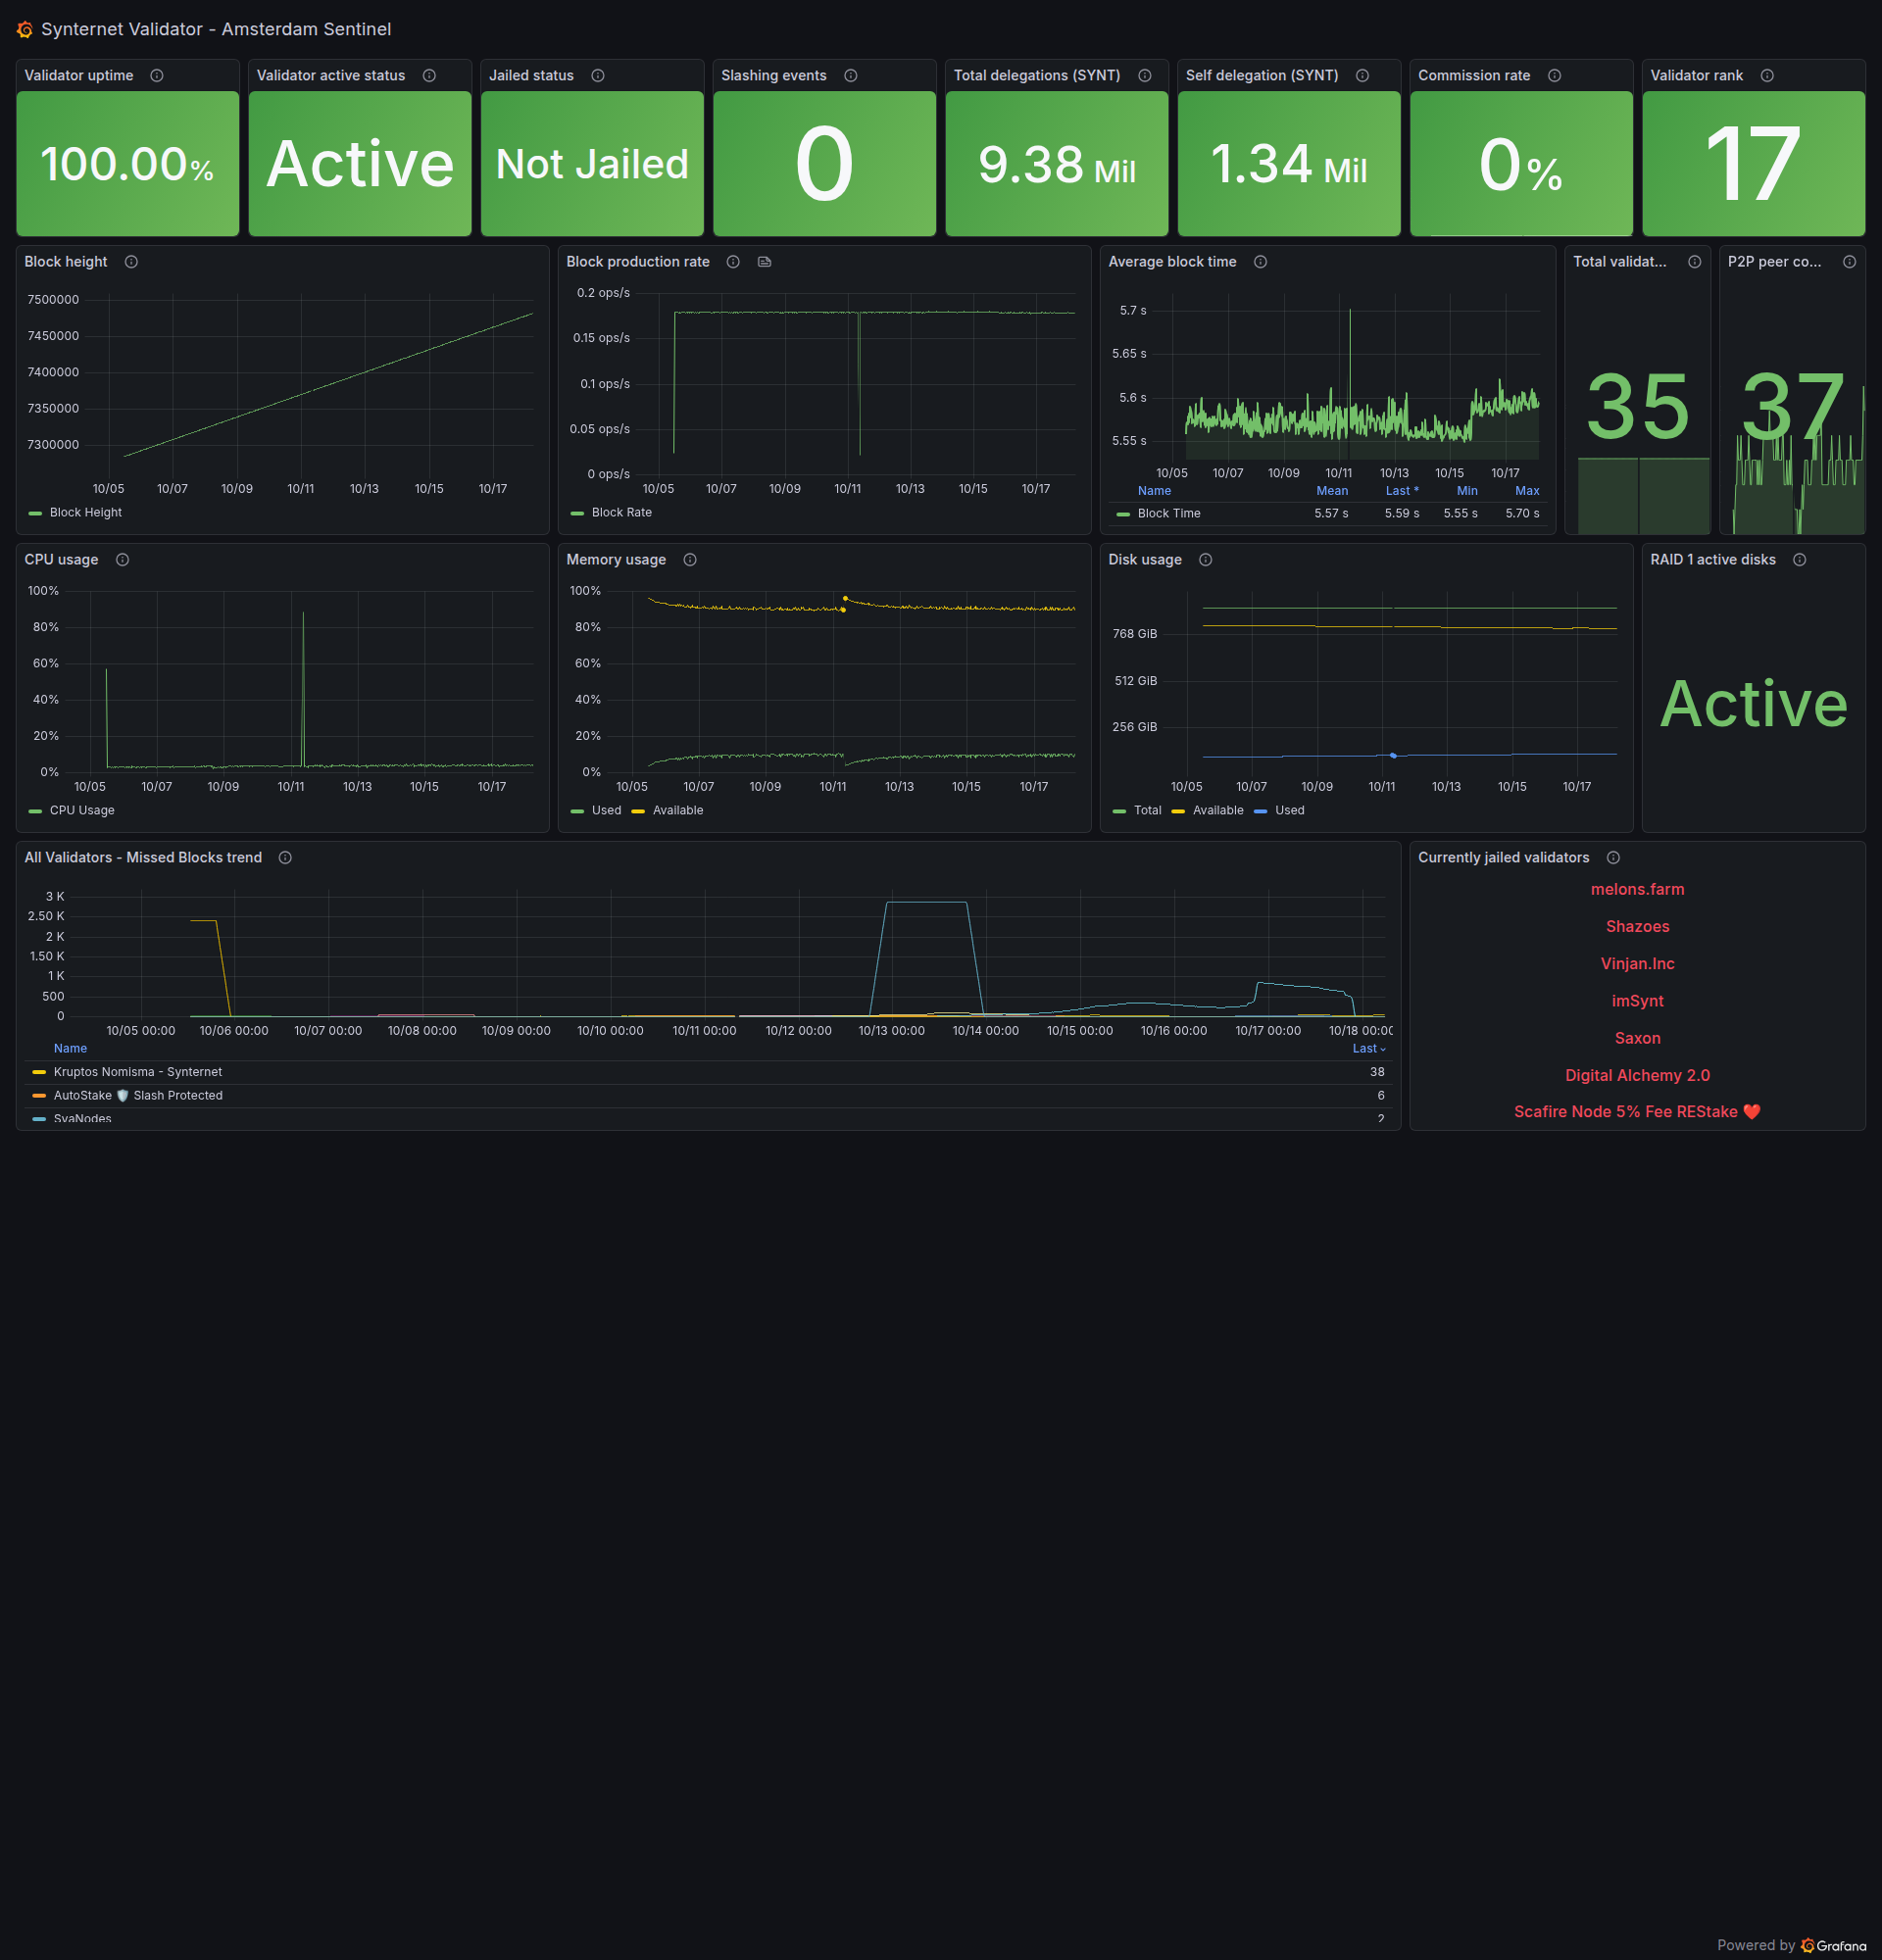 Synternet Validator - Amsterdam Sentinel
Validator uptime
100.00%
Validator active status
Active
Jailed status
Not Jailed
Slashing events
0
Total delegations (SYNT)
9.38 Mil
Self delegation (SYNT)
1.34 Mil
Commission rate
0%
Validator rank
17
Block height
7500000
7450000
7400000
7350000
7300000
10/05 10/07 10/09 10/11 10/13 10/15 10/17
Block Height
Block production rate
0.2 ops/s
0.15 ops/s
0.1 ops/s
0.05 ops/s
0 ops/s
10/05 10/07 10/09 10/11 10/13 10/15 10/17
Block Rate
Average block time
5.7 s
5.65 s
5.6 s
5.55 s
10/05 10/07 10/09 10/11 10/13 10/15 10/17
Name Mean Last * Min Max
Block TIme 5.57 s 5.59 s 5.55 s 5.70 s
Total validat...
35
P2P peer co...
37
CPU usage
100%
80%
60%
40%
20%
0%
10/05 10/07 10/09 10/11 10/13 10/15 10/17
CPU Usage
Memory usage
100%
80%
60%
40%
20%
0%
10/05 10/07 10/09 10/11 10/13 10/15 10/17
Used Available
Disk usage
768 GiB
512 GiB
256 GiB
10/05 10/07 10/09 10/11 10/13 10/15 10/17
Total Available Used
RAID 1 active disks
Active
All Validators - Missed Blocks trend
3 K
2.50 K
2 K
1.50 K
1 K
500
0
10/05 00:00 10/06 00:00 10/07 00:00 10/08 00:00 10/09 00:00 10/10 00:00 10/11 00:00 10/12 00:00 10/13 00:00 10/14 00:00 10/15 00:00 10/16 00:00 10/17 00:00 10/18 00:00
Name Last
Kruptos Nomisma - Synternet 38
AutoStake 🛡️ Slash Protected 6
SyaNodes 2
Currently jailed validators
melons.farm
Shazoes
Vinjan.Inc
imSynt
Saxon
Digital Alchemy 2.0
Scafire Node 5% Fee REStake ❤️
Powered by Grafana